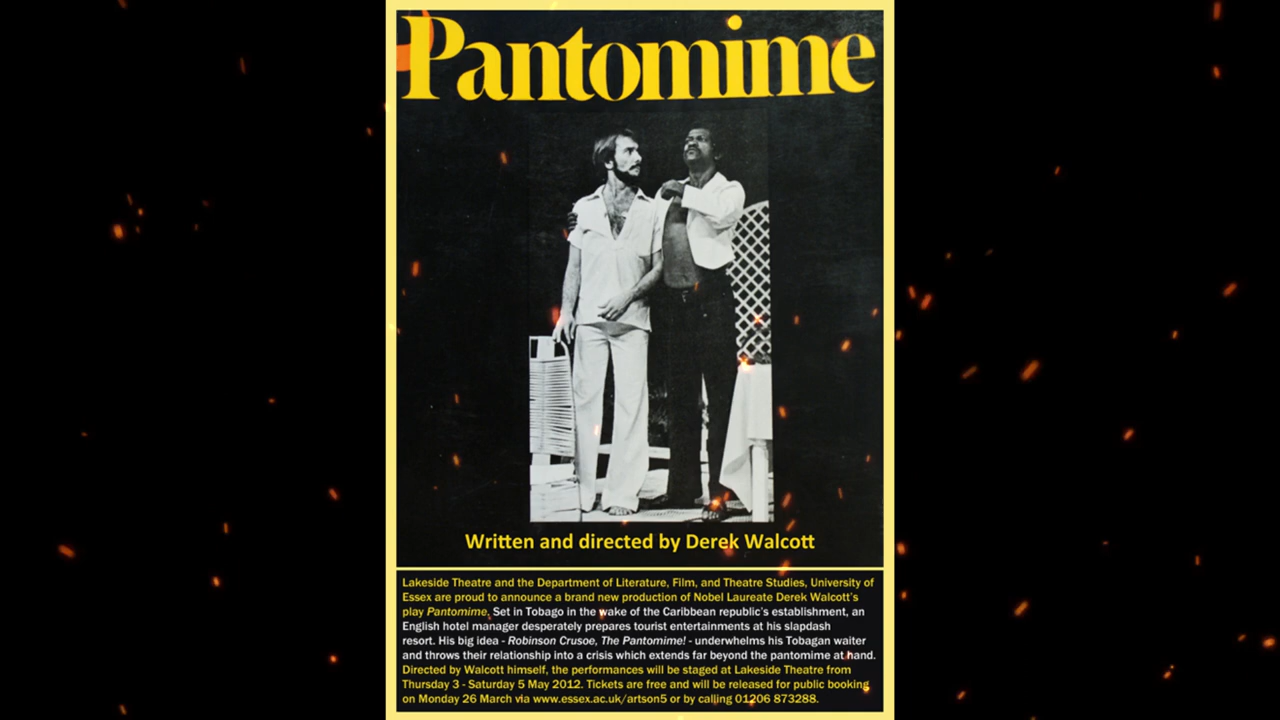 Pantomime
Written and directed by Derek Walcott
Lakeside Theatre and the Department of Literature, Film, and Theatre Studies, University of
Essex are proud to announce a brand new production of Nobel Laureate Derek Walcott's
play Pantomime. Set in Tobago in the wake of the Caribbean republic's establishment, an
English hotel manager desperately prepares tourist entertainments at his slapdash
resort. His big idea - Robinson Crusoe, The Pantomime! - underwhelms his Tobagan waiter
and throws their relationship into a crisis which extends far beyond the pantomime at hand.
Directed by Walcott himself, the performances will be staged at Lakeside Theatre from
Thursday 3 - Saturday 5 May 2012. Tickets are free and will be released for public booking
on Monday 26 March via www.essex.ac.uk/artson5 or by calling 01206 873288.